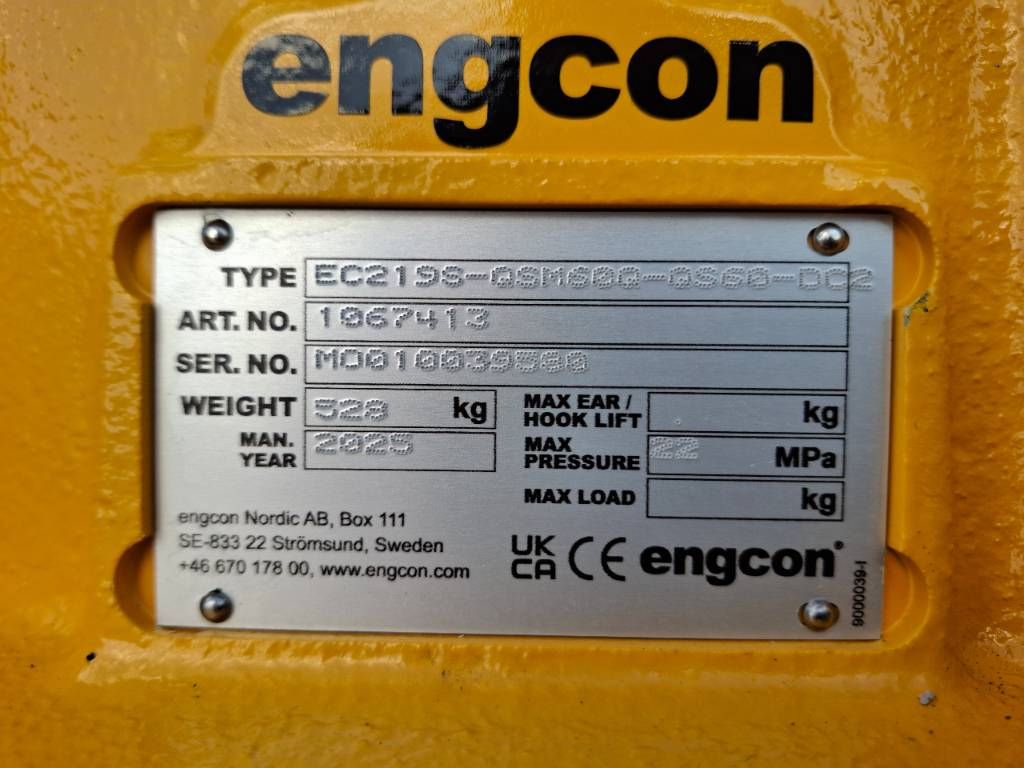 engcon
TYPE EC219S-QSM60Q-QS60-DC2
ART. NO. 1067413
SER. NO. MO010039580
WEIGHT 528 kg
MAN. YEAR 2025
MAX EAR / HOOK LIFT kg
MAX PRESSURE 22 MPa
MAX LOAD kg
engcon Nordic AB, Box 111
SE-833 22 Strömsund, Sweden
+46 670 178 00, www.engcon.com
UK CA CE engcon
9000039-I